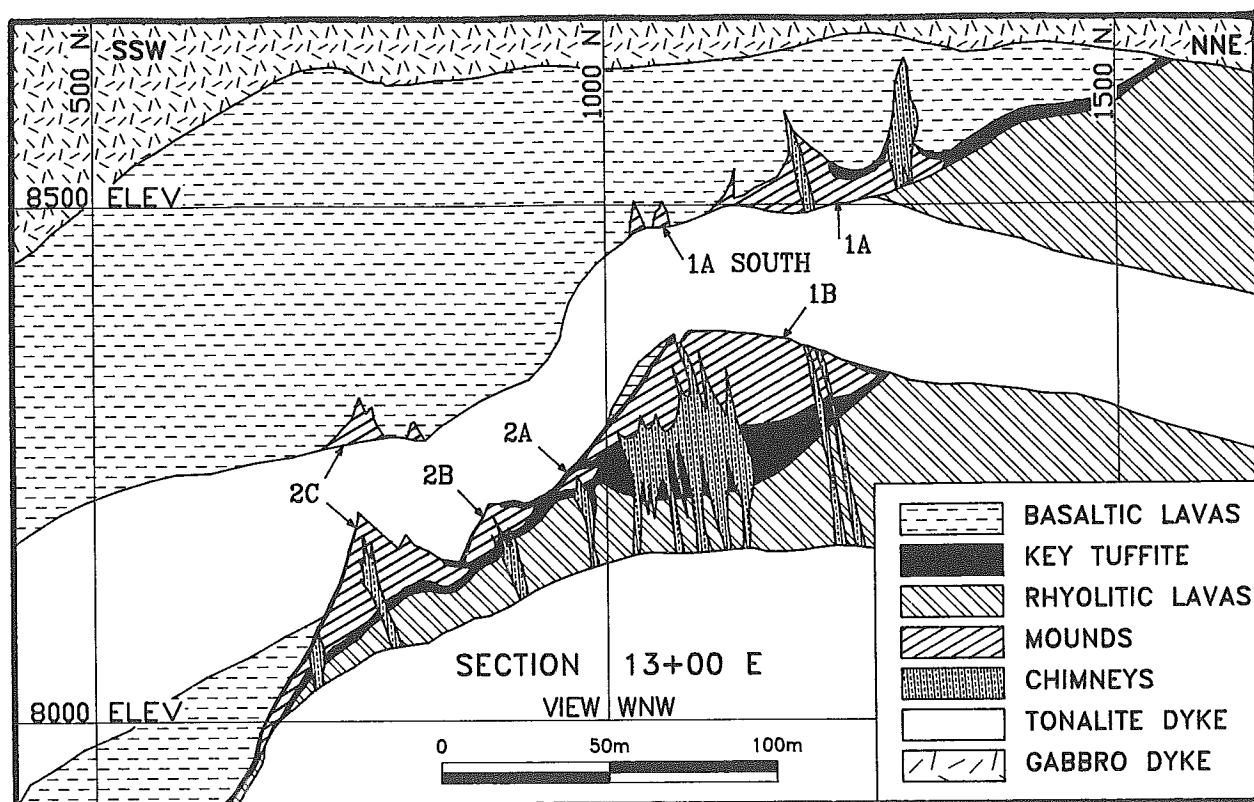 SSW
500 N
1000 N
1500 N
NNE
8500 ELEV
1A SOUTH
1A
1B
2A
2B
2C
8000 ELEV
SECTION 13+00 E
VIEW WNW
0 50m 100m
BASALTIC LAVAS
KEY TUFFITE
RHYOLITIC LAVAS
MOUNDS
CHIMNEYS
TONALITE DYKE
GABBRO DYKE